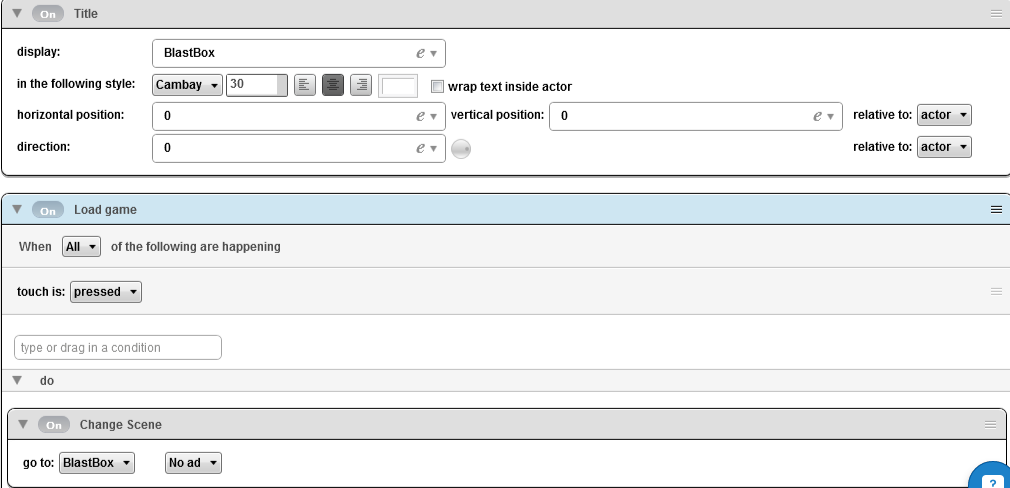 On Title
display: BlastBox e
in the following style: Cambay 30 wrap text inside actor
horizontal position: 0 e vertical position: 0 e relative to: actor
direction: 0 e relative to: actor
On Load game
When All of the following are happening
touch is: pressed
type or drag in a condition
do
On Change Scene
go to: BlastBox No ad
?